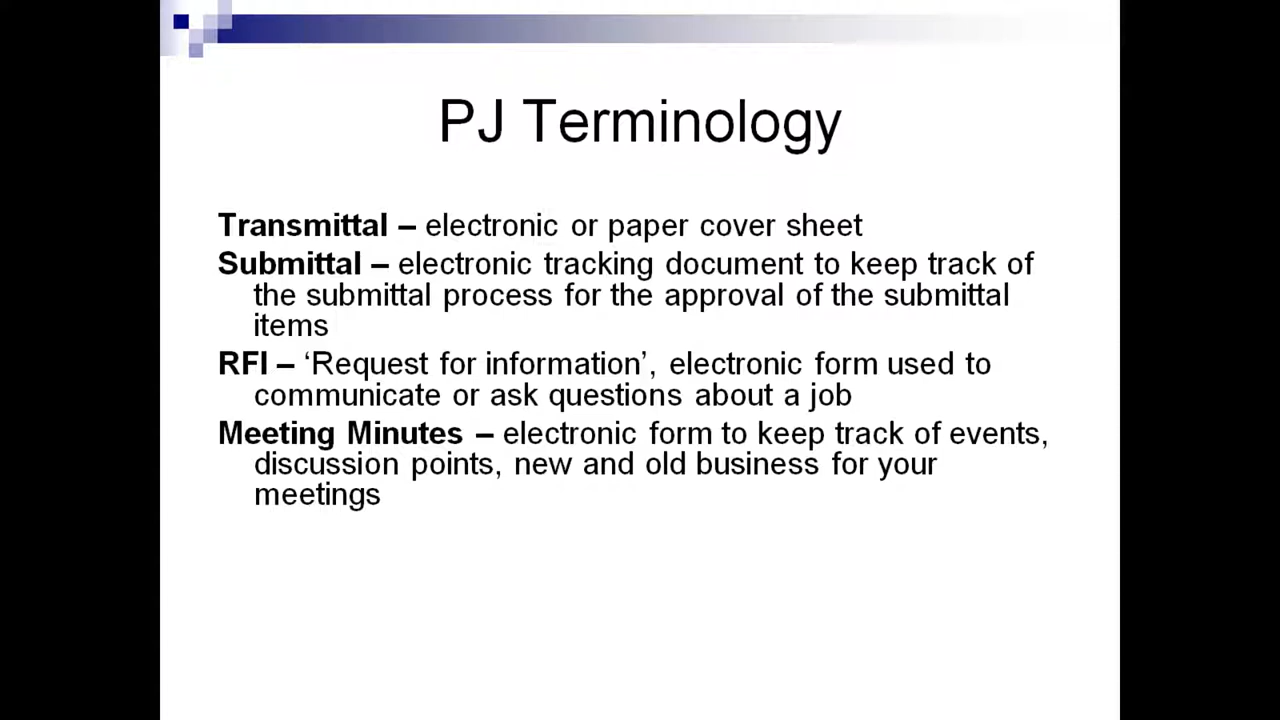 PJ Terminology
Transmittal – electronic or paper cover sheet
Submittal – electronic tracking document to keep track of
the submittal process for the approval of the submittal
items
RFI – ‘Request for information’, electronic form used to
communicate or ask questions about a job
Meeting Minutes – electronic form to keep track of events,
discussion points, new and old business for your
meetings